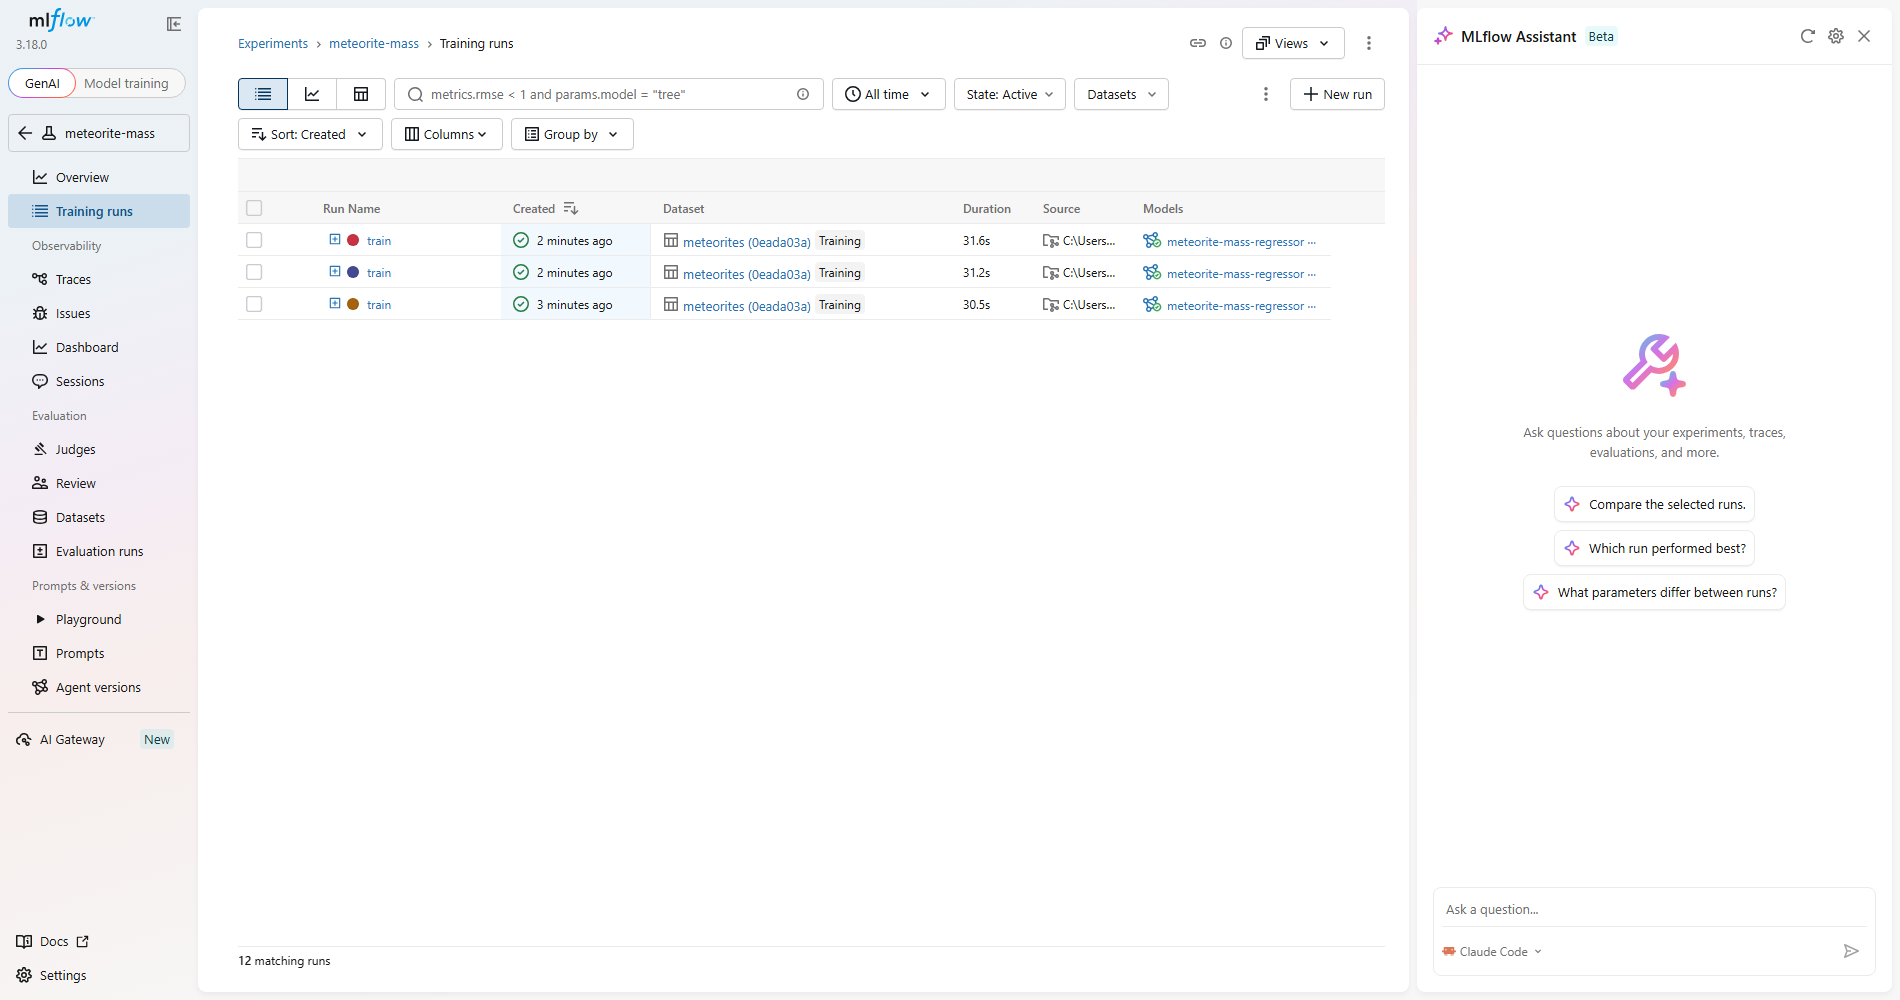 mlflow
3.18.0
GenAI
Model training
meteorite-mass
Overview
Training runs
Observability
Traces
Issues
Dashboard
Sessions
Evaluation
Judges
Review
Datasets
Evaluation runs
Prompts & versions
Playground
Prompts
Agent versions
AI Gateway New
Docs
Settings
Experiments > meteorite-mass > Training runs
Views
metrics.rmse < 1 and params.model = "tree"
All time
State: Active
Datasets
New run
Sort: Created
Columns
Group by
Run Name Created Dataset Duration Source Models
train 2 minutes ago meteorites (0eada03a) Training 31.6s C:\Users... meteorite-mass-regressor ...
train 2 minutes ago meteorites (0eada03a) Training 31.2s C:\Users... meteorite-mass-regressor ...
train 3 minutes ago meteorites (0eada03a) Training 30.5s C:\Users... meteorite-mass-regressor ...
12 matching runs
MLflow Assistant Beta
Ask questions about your experiments, traces,
evaluations, and more.
Compare the selected runs.
Which run performed best?
What parameters differ between runs?
Ask a question...
Claude Code